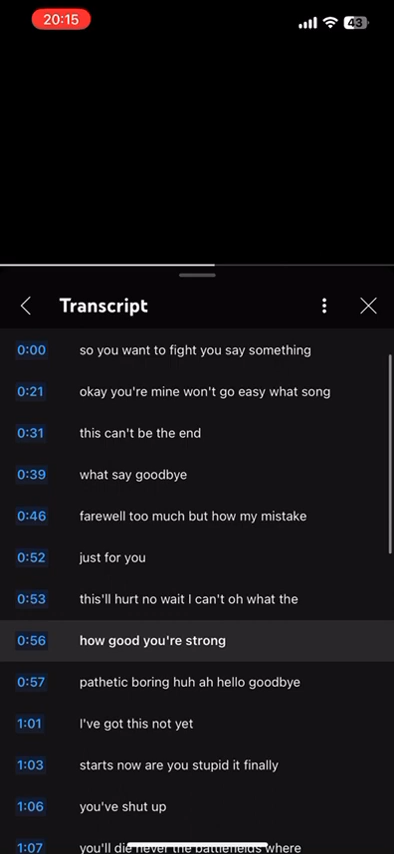 20:15
43
Transcript
0:00 so you want to fight you say something
0:21 okay you're mine won't go easy what song
0:31 this can't be the end
0:39 what say goodbye
0:46 farewell too much but how my mistake
0:52 just for you
0:53 this'll hurt no wait I can't oh what the
0:56 how good you're strong
0:57 pathetic boring huh ah hello goodbye
1:01 I've got this not yet
1:03 starts now are you stupid it finally
1:06 you've shut up
1:07 you'll die never the battlefields where